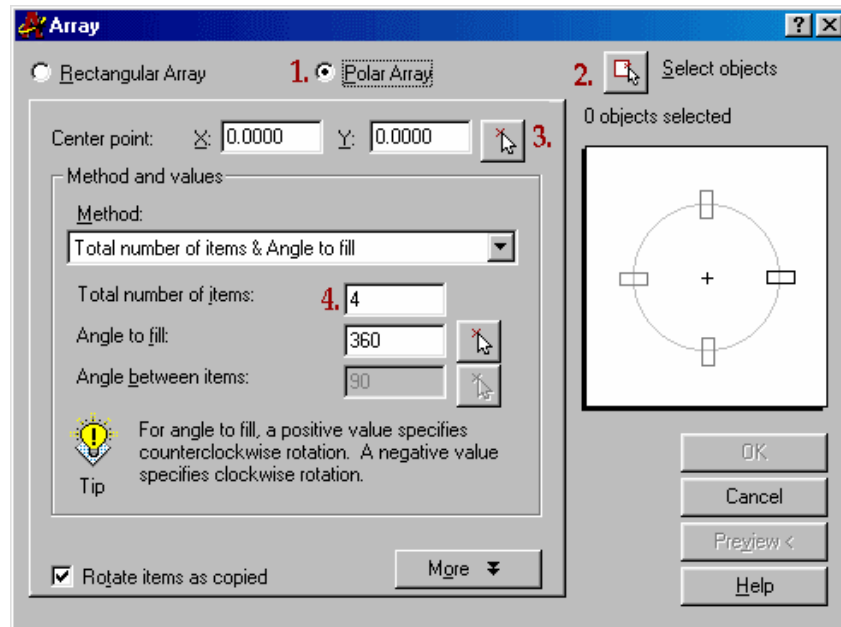 Array
Rectangular Array 1. Polar Array 2. Select objects
0 objects selected
Center point: X: 0.0000 Y: 0.0000 3.
Method and values
Method:
Total number of items & Angle to fill
Total number of items: 4. 4
Angle to fill: 360
Angle between items: 90
For angle to fill, a positive value specifies
counterclockwise rotation. A negative value
specifies clockwise rotation.
Tip
Rotate items as copied
More
OK
Cancel
Preview <
Help